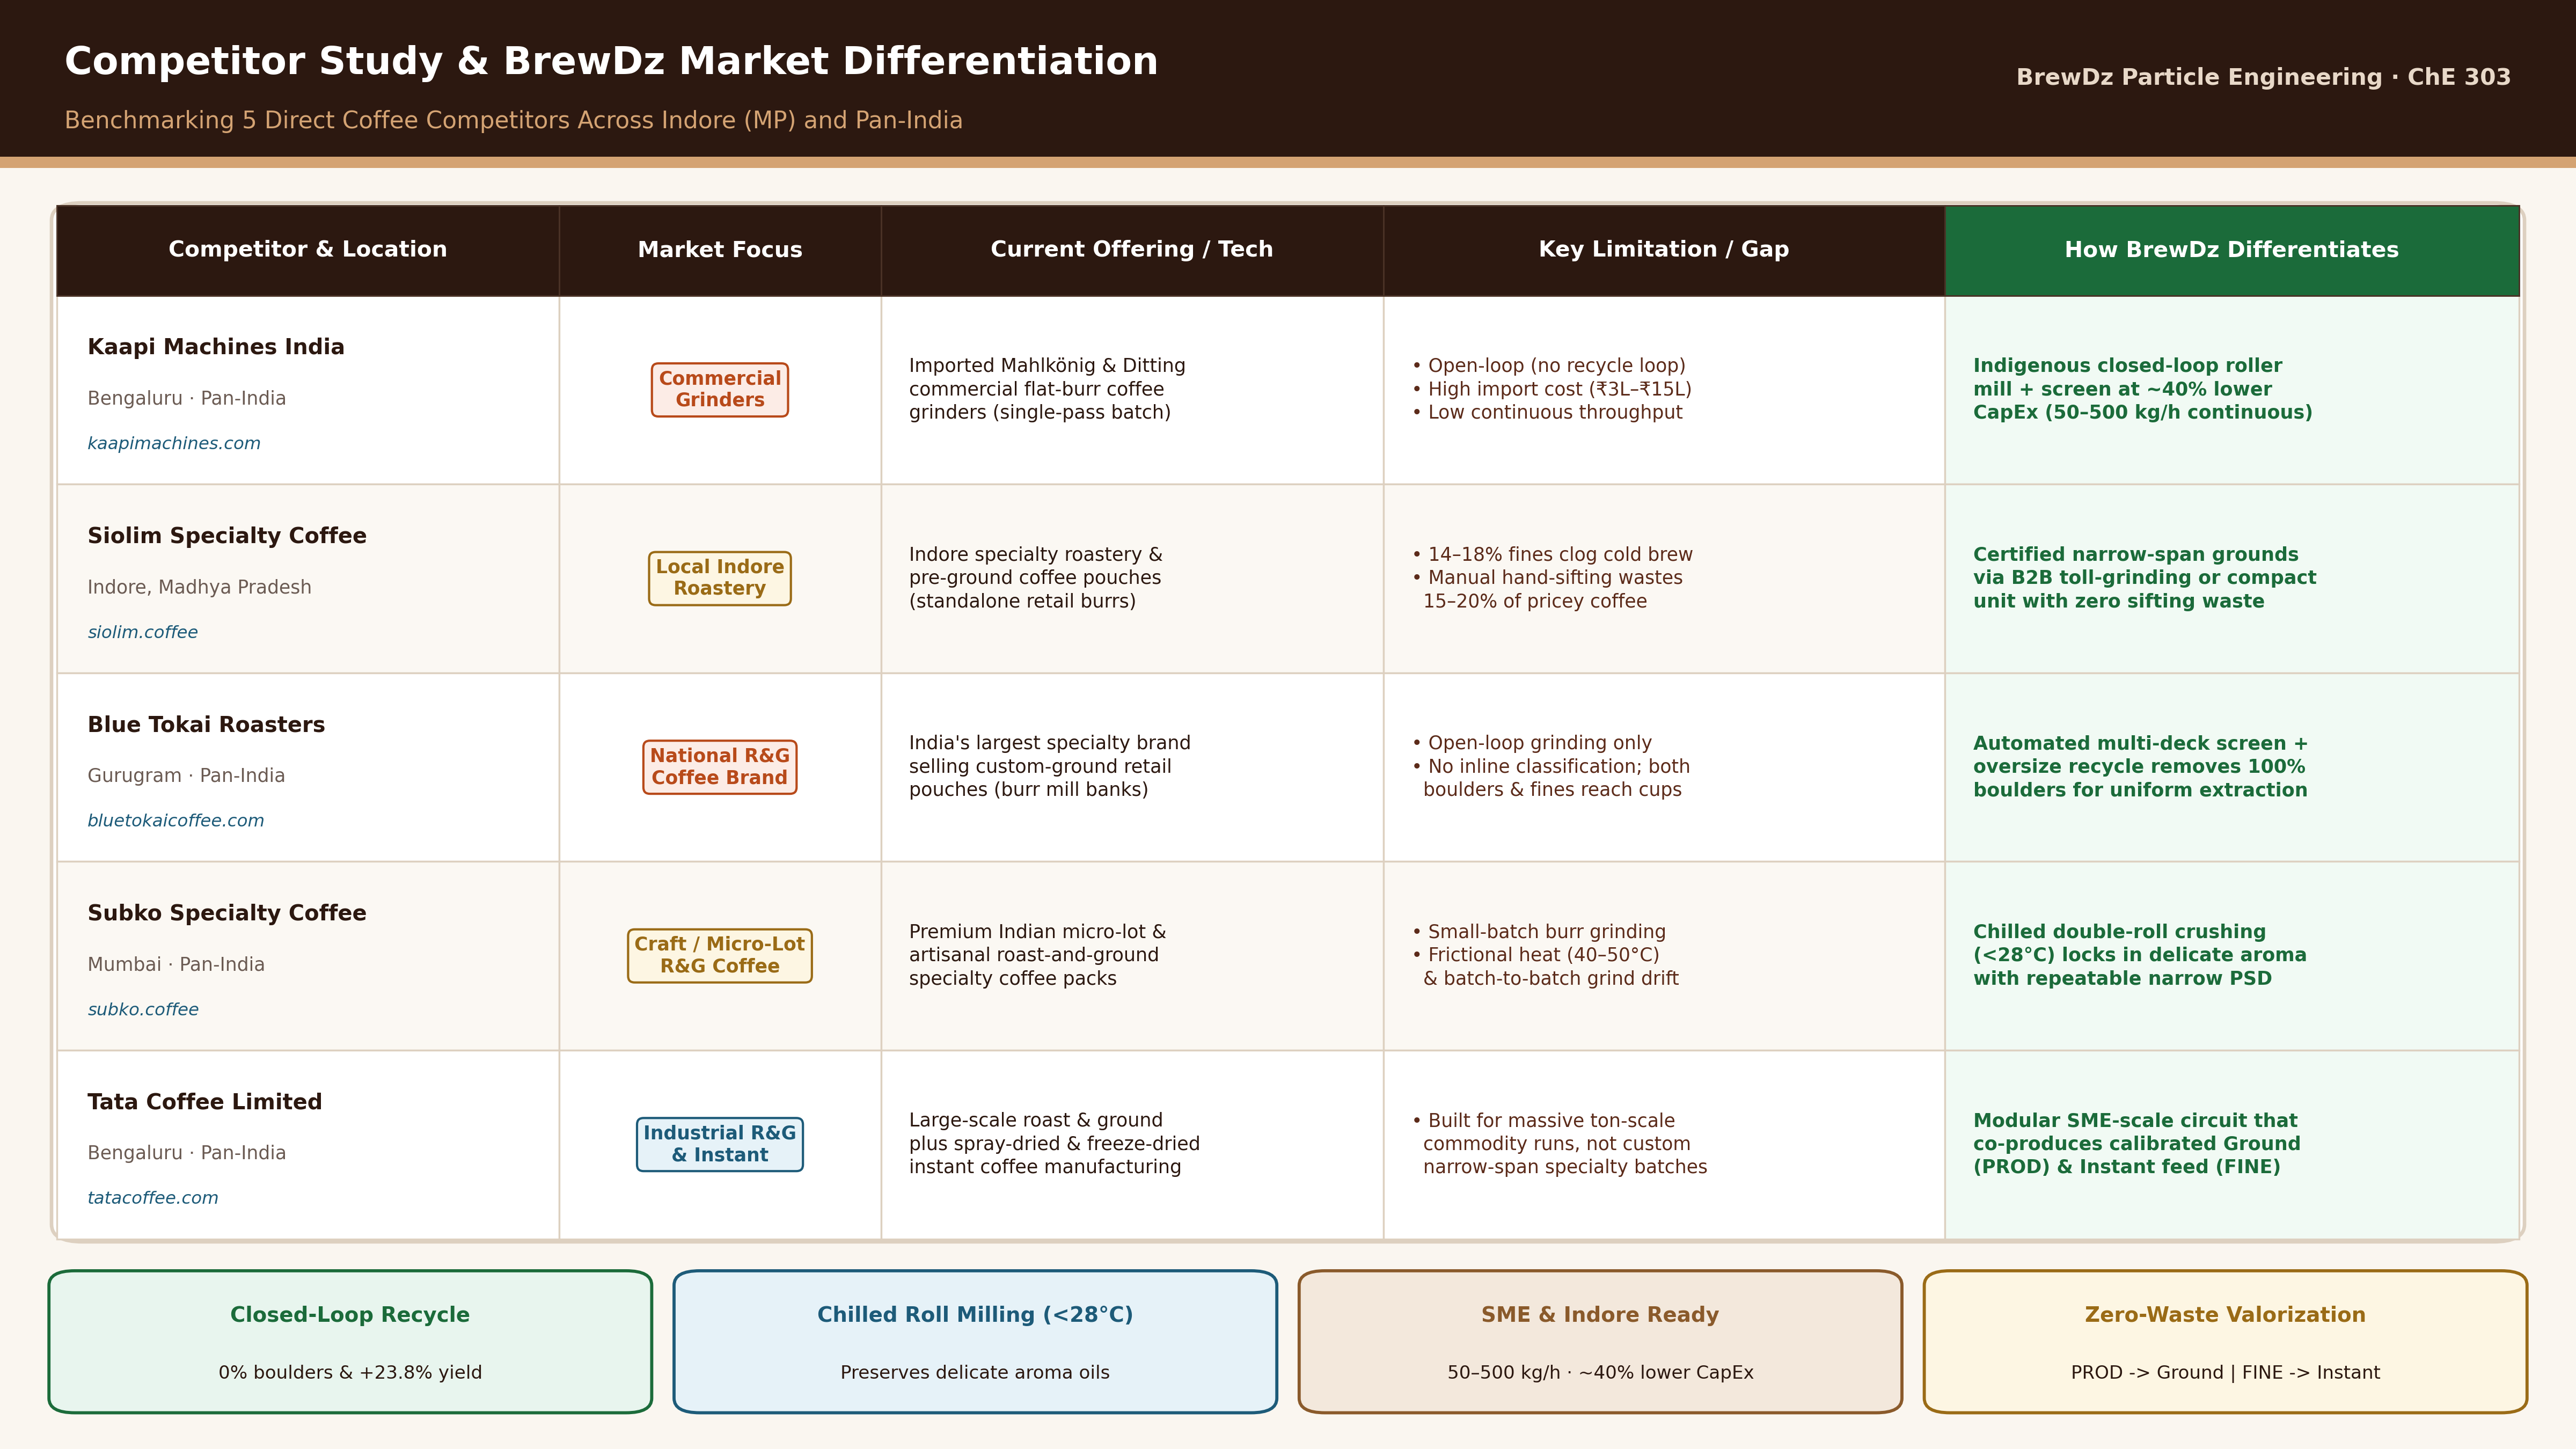 Competitor Study & BrewDz Market Differentiation
Benchmarking 5 Direct Coffee Competitors Across Indore (MP) and Pan-India
BrewDz Particle Engineering · ChE 303
Competitor & Location
Market Focus
Current Offering / Tech
Key Limitation / Gap
How BrewDz Differentiates
Kaapi Machines India
Bengaluru · Pan-India
kaapimachines.com
Commercial
Grinders
Imported Mahlkönig & Ditting
commercial flat-burr coffee
grinders (single-pass batch)
• Open-loop (no recycle loop)
• High import cost (₹3L–₹15L)
• Low continuous throughput
Indigenous closed-loop roller
mill + screen at ~40% lower
CapEx (50–500 kg/h continuous)
Siolim Specialty Coffee
Indore, Madhya Pradesh
siolim.coffee
Local Indore
Roastery
Indore specialty roastery &
pre-ground coffee pouches
(standalone retail burrs)
• 14–18% fines clog cold brew
• Manual hand-sifting wastes
15–20% of pricey coffee
Certified narrow-span grounds
via B2B toll-grinding or compact
unit with zero sifting waste
Blue Tokai Roasters
Gurugram · Pan-India
bluetokaicoffee.com
National R&G
Coffee Brand
India's largest specialty brand
selling custom-ground retail
pouches (burr mill banks)
• Open-loop grinding only
• No inline classification; both
boulders & fines reach cups
Automated multi-deck screen +
oversize recycle removes 100%
boulders for uniform extraction
Subko Specialty Coffee
Mumbai · Pan-India
subko.coffee
Craft / Micro-Lot
R&G Coffee
Premium Indian micro-lot &
artisanal roast-and-ground
specialty coffee packs
• Small-batch burr grinding
• Frictional heat (40–50°C)
& batch-to-batch grind drift
Chilled double-roll crushing
(<28°C) locks in delicate aroma
with repeatable narrow PSD
Tata Coffee Limited
Bengaluru · Pan-India
tatacoffee.com
Industrial R&G
& Instant
Large-scale roast & ground
plus spray-dried & freeze-dried
instant coffee manufacturing
• Built for massive ton-scale
commodity runs, not custom
narrow-span specialty batches
Modular SME-scale circuit that
co-produces calibrated Ground
(PROD) & Instant feed (FINE)
Closed-Loop Recycle
0% boulders & +23.8% yield
Chilled Roll Milling (<28°C)
Preserves delicate aroma oils
SME & Indore Ready
50–500 kg/h · ~40% lower CapEx
Zero-Waste Valorization
PROD -> Ground | FINE -> Instant